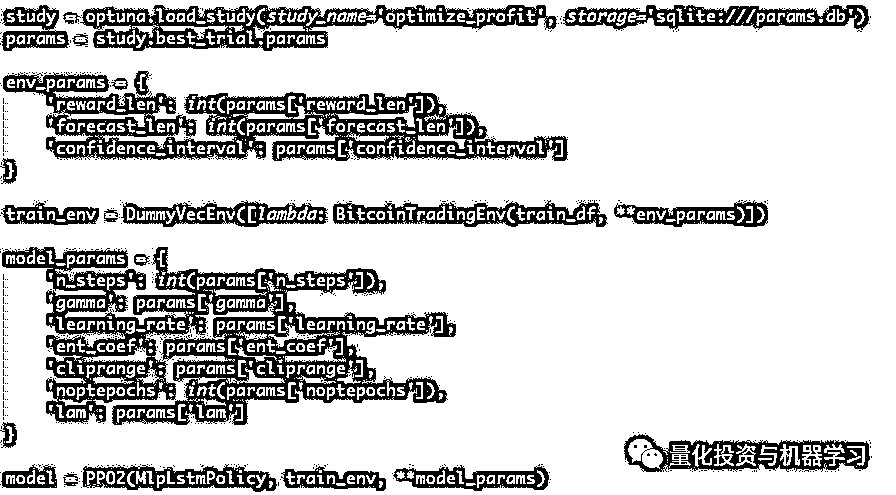 study = optuna.load_study(study_name='optimize_profit', storage='sqlite:///params.db')
params = study.best_trial.params
env_params = {
    'reward_len': int(params['reward_len']),
    'forecast_len': int(params['forecast_len']),
    'confidence_interval': params['confidence_interval']
}
train_env = DummyVecEnv([lambda: BitcoinTradingEnv(train_df, **env_params)])
model_params = {
    'n_steps': int(params['n_steps']),
    'gamma': params['gamma'],
    'learning_rate': params['learning_rate'],
    'ent_coef': params['ent_coef'],
    'cliprange': params['cliprange'],
    'noptepochs': int(params['noptepochs']),
    'lam': params['lam']
}
model = PPO2(MlpLstmPolicy, train_env, **model_params)
量化投资与机器学习